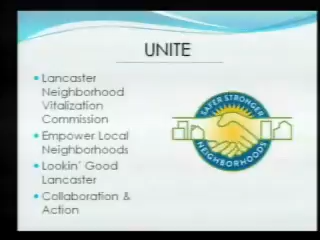 UNITE
Lancaster
Neighborhood
Vitalization
Commission
Empower Local
Neighborhoods
Lookin' Good
Lancaster
Collaboration &
Action
SAFER STRONGER
NEIGHBORHOODS